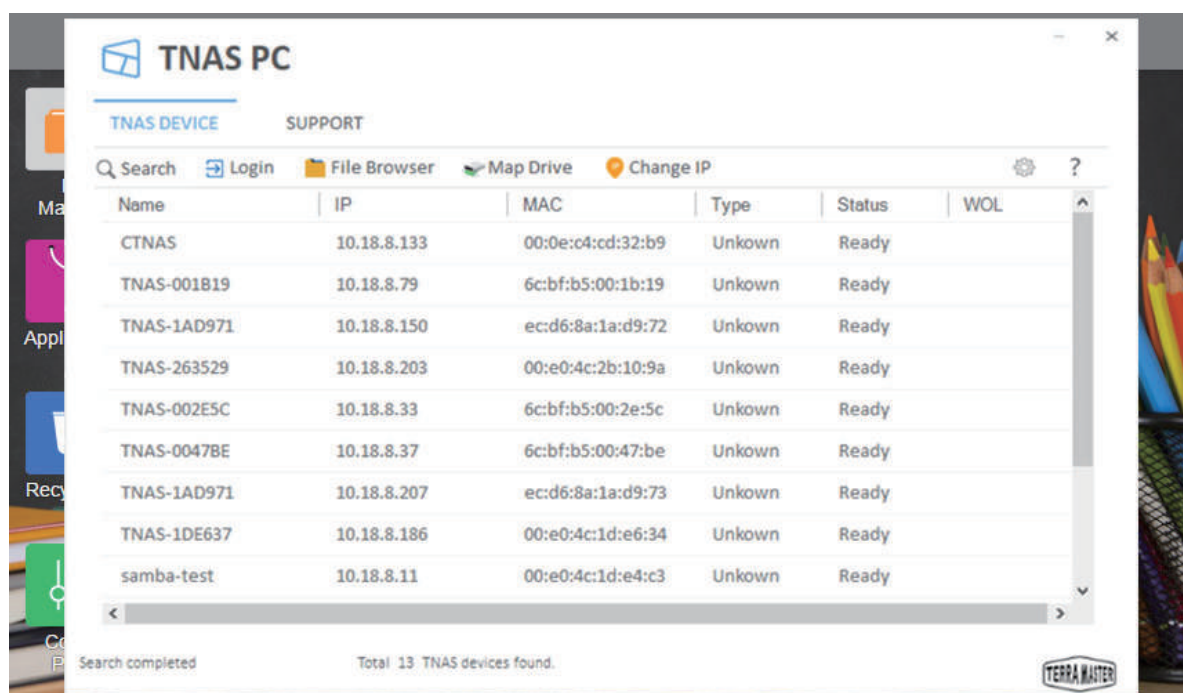 TNAS PC
TNAS DEVICE SUPPORT
Search Login File Browser Map Drive Change IP ?
Name IP MAC Type Status WOL
CTNAS 10.18.8.133 00:0e:c4:cd:32:b9 Unkown Ready
TNAS-001B19 10.18.8.79 6c:bf:b5:00:1b:19 Unkown Ready
TNAS-1AD971 10.18.8.150 ec:d6:8a:1a:d9:72 Unkown Ready
TNAS-263529 10.18.8.203 00:e0:4c:2b:10:9a Unkown Ready
TNAS-002E5C 10.18.8.33 6c:bf:b5:00:2e:5c Unkown Ready
TNAS-0047BE 10.18.8.37 6c:bf:b5:00:47:be Unkown Ready
TNAS-1AD971 10.18.8.207 ec:d6:8a:1a:d9:73 Unkown Ready
TNAS-1DE637 10.18.8.186 00:e0:4c:1d:e6:34 Unkown Ready
samba-test 10.18.8.11 00:e0:4c:1d:e4:c3 Unkown Ready
Search completed Total 13 TNAS devices found.
TERRA MASTER